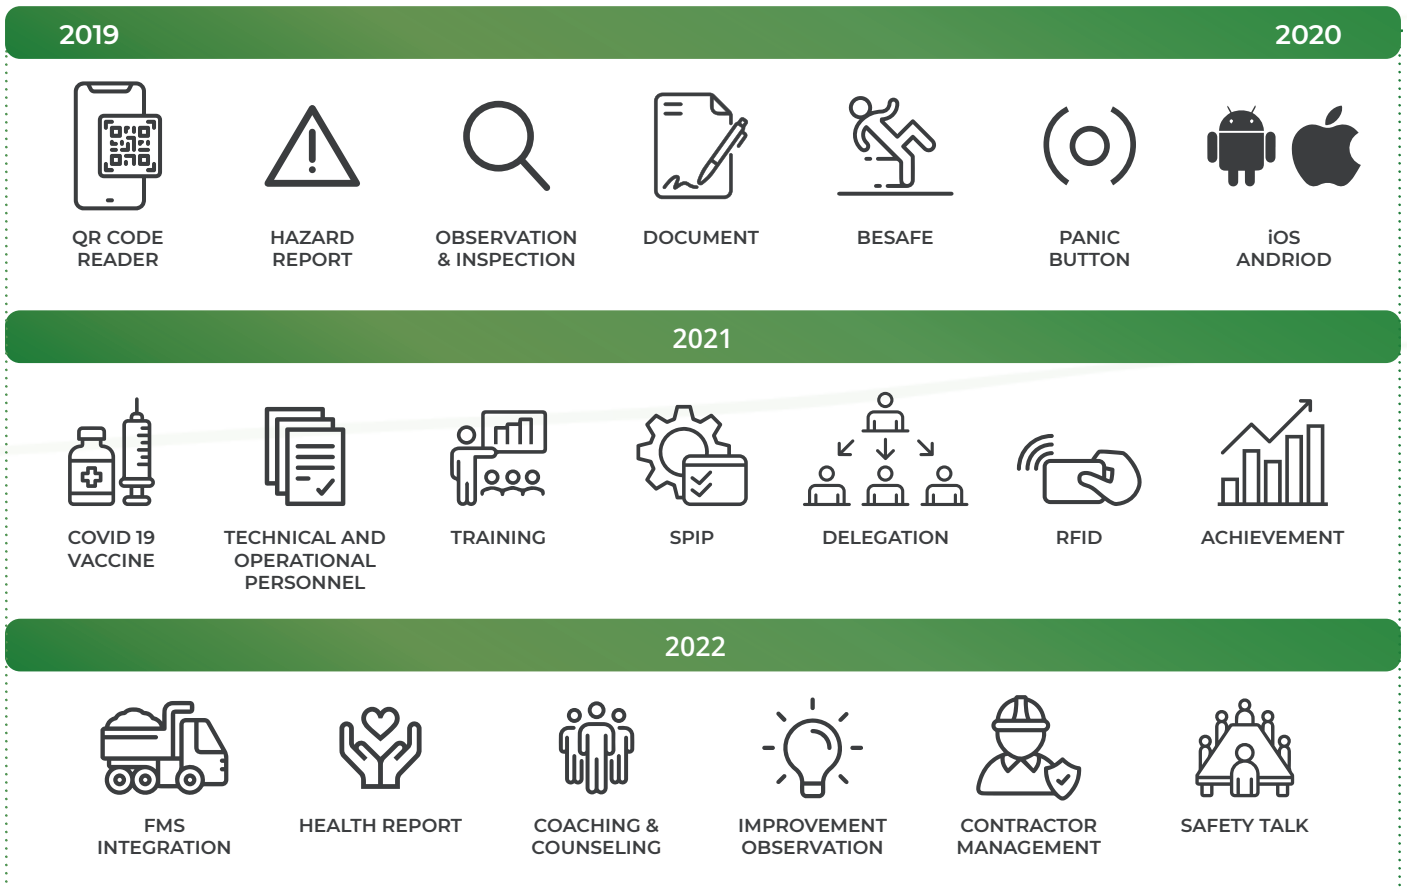 2019
2020
QR CODE
READER
HAZARD
REPORT
OBSERVATION
& INSPECTION
DOCUMENT
BESAFE
PANIC
BUTTON
iOS
ANDRIOD
2021
COVID 19
VACCINE
TECHNICAL AND
OPERATIONAL
PERSONNEL
TRAINING
SPIP
DELEGATION
RFID
ACHIEVEMENT
2022
FMS
INTEGRATION
HEALTH REPORT
COACHING &
COUNSELING
IMPROVEMENT
OBSERVATION
CONTRACTOR
MANAGEMENT
SAFETY TALK